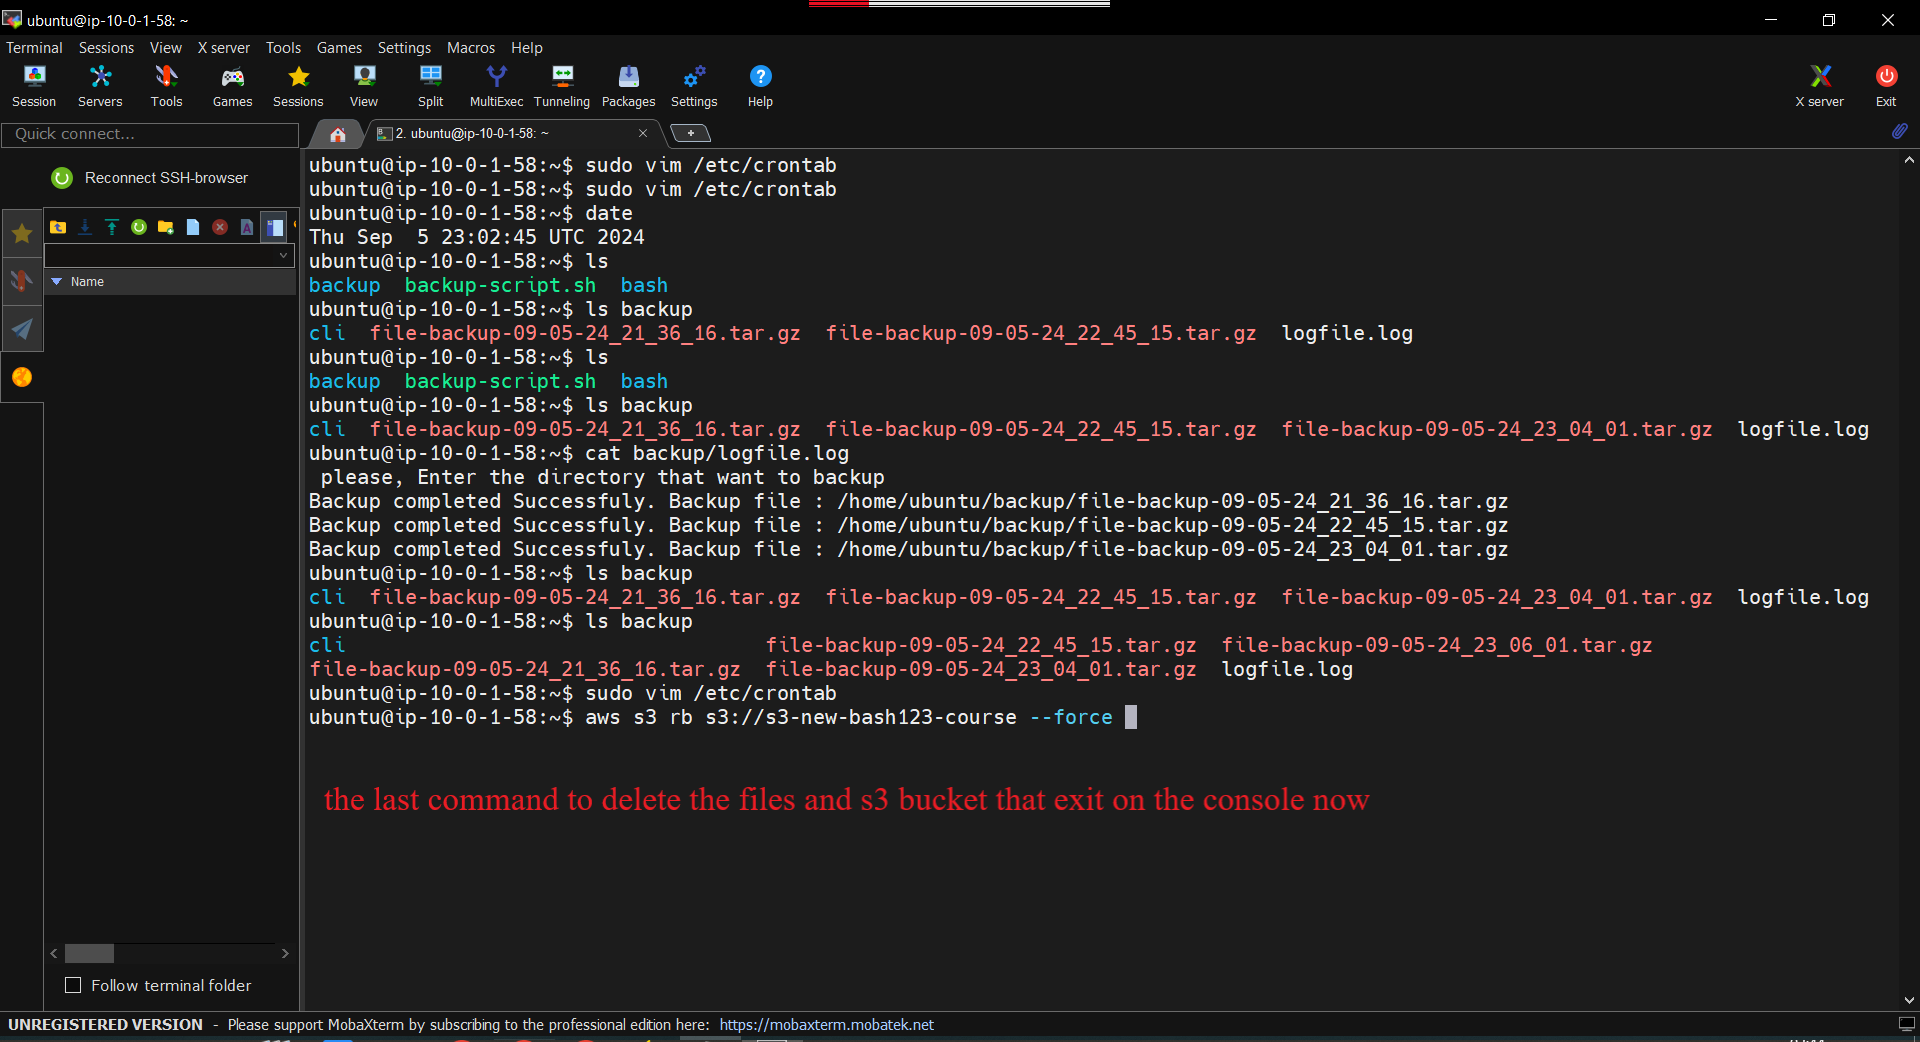 ubuntu@ip-10-0-1-58: ~
Terminal Sessions View X server Tools Games Settings Macros Help
Session Servers Tools Games Sessions View Split MultiExec Tunneling Packages Settings Help X server Exit
Quick connect...
2. ubuntu@ip-10-0-1-58: ~
Reconnect SSH-browser
Name
Follow terminal folder
ubuntu@ip-10-0-1-58:~$ sudo vim /etc/crontab
ubuntu@ip-10-0-1-58:~$ sudo vim /etc/crontab
ubuntu@ip-10-0-1-58:~$ date
Thu Sep  5 23:02:45 UTC 2024
ubuntu@ip-10-0-1-58:~$ ls
backup  backup-script.sh  bash
ubuntu@ip-10-0-1-58:~$ ls backup
cli  file-backup-09-05-24_21_36_16.tar.gz  file-backup-09-05-24_22_45_15.tar.gz  logfile.log
ubuntu@ip-10-0-1-58:~$ ls
backup  backup-script.sh  bash
ubuntu@ip-10-0-1-58:~$ ls backup
cli  file-backup-09-05-24_21_36_16.tar.gz  file-backup-09-05-24_22_45_15.tar.gz  file-backup-09-05-24_23_04_01.tar.gz  logfile.log
ubuntu@ip-10-0-1-58:~$ cat backup/logfile.log
 please, Enter the directory that want to backup
Backup completed Successfuly. Backup file : /home/ubuntu/backup/file-backup-09-05-24_21_36_16.tar.gz
Backup completed Successfuly. Backup file : /home/ubuntu/backup/file-backup-09-05-24_22_45_15.tar.gz
Backup completed Successfuly. Backup file : /home/ubuntu/backup/file-backup-09-05-24_23_04_01.tar.gz
ubuntu@ip-10-0-1-58:~$ ls backup
cli  file-backup-09-05-24_21_36_16.tar.gz  file-backup-09-05-24_22_45_15.tar.gz  file-backup-09-05-24_23_04_01.tar.gz  logfile.log
ubuntu@ip-10-0-1-58:~$ ls backup
cli  file-backup-09-05-24_22_45_15.tar.gz  file-backup-09-05-24_23_06_01.tar.gz
file-backup-09-05-24_21_36_16.tar.gz  file-backup-09-05-24_23_04_01.tar.gz  logfile.log
ubuntu@ip-10-0-1-58:~$ sudo vim /etc/crontab
ubuntu@ip-10-0-1-58:~$ aws s3 rb s3://s3-new-bash123-course --force
the last command to delete the files and s3 bucket that exit on the console now
UNREGISTERED VERSION - Please support MobaXterm by subscribing to the professional edition here: https://mobaxterm.mobatek.net